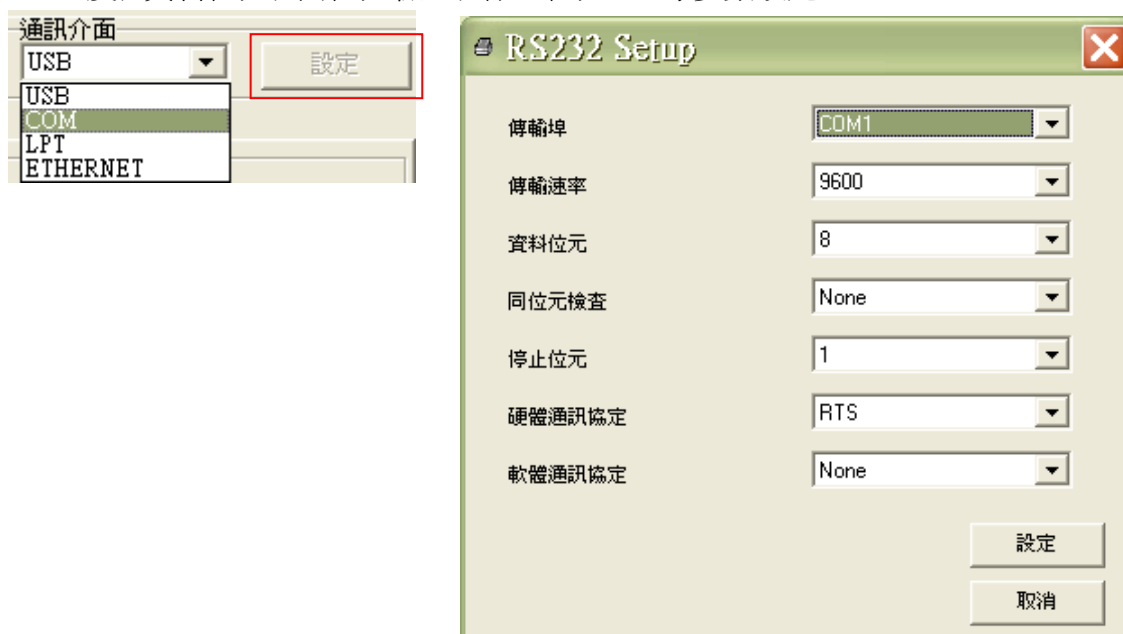 通訊介面
USB
設定
USB
COM
LPT
ETHERNET
RS232 Setup
傳輸埠 COM1
傳輸速率 9600
資料位元 8
同位元檢查 None
停止位元 1
硬體通訊協定 RTS
軟體通訊協定 None
設定
取消